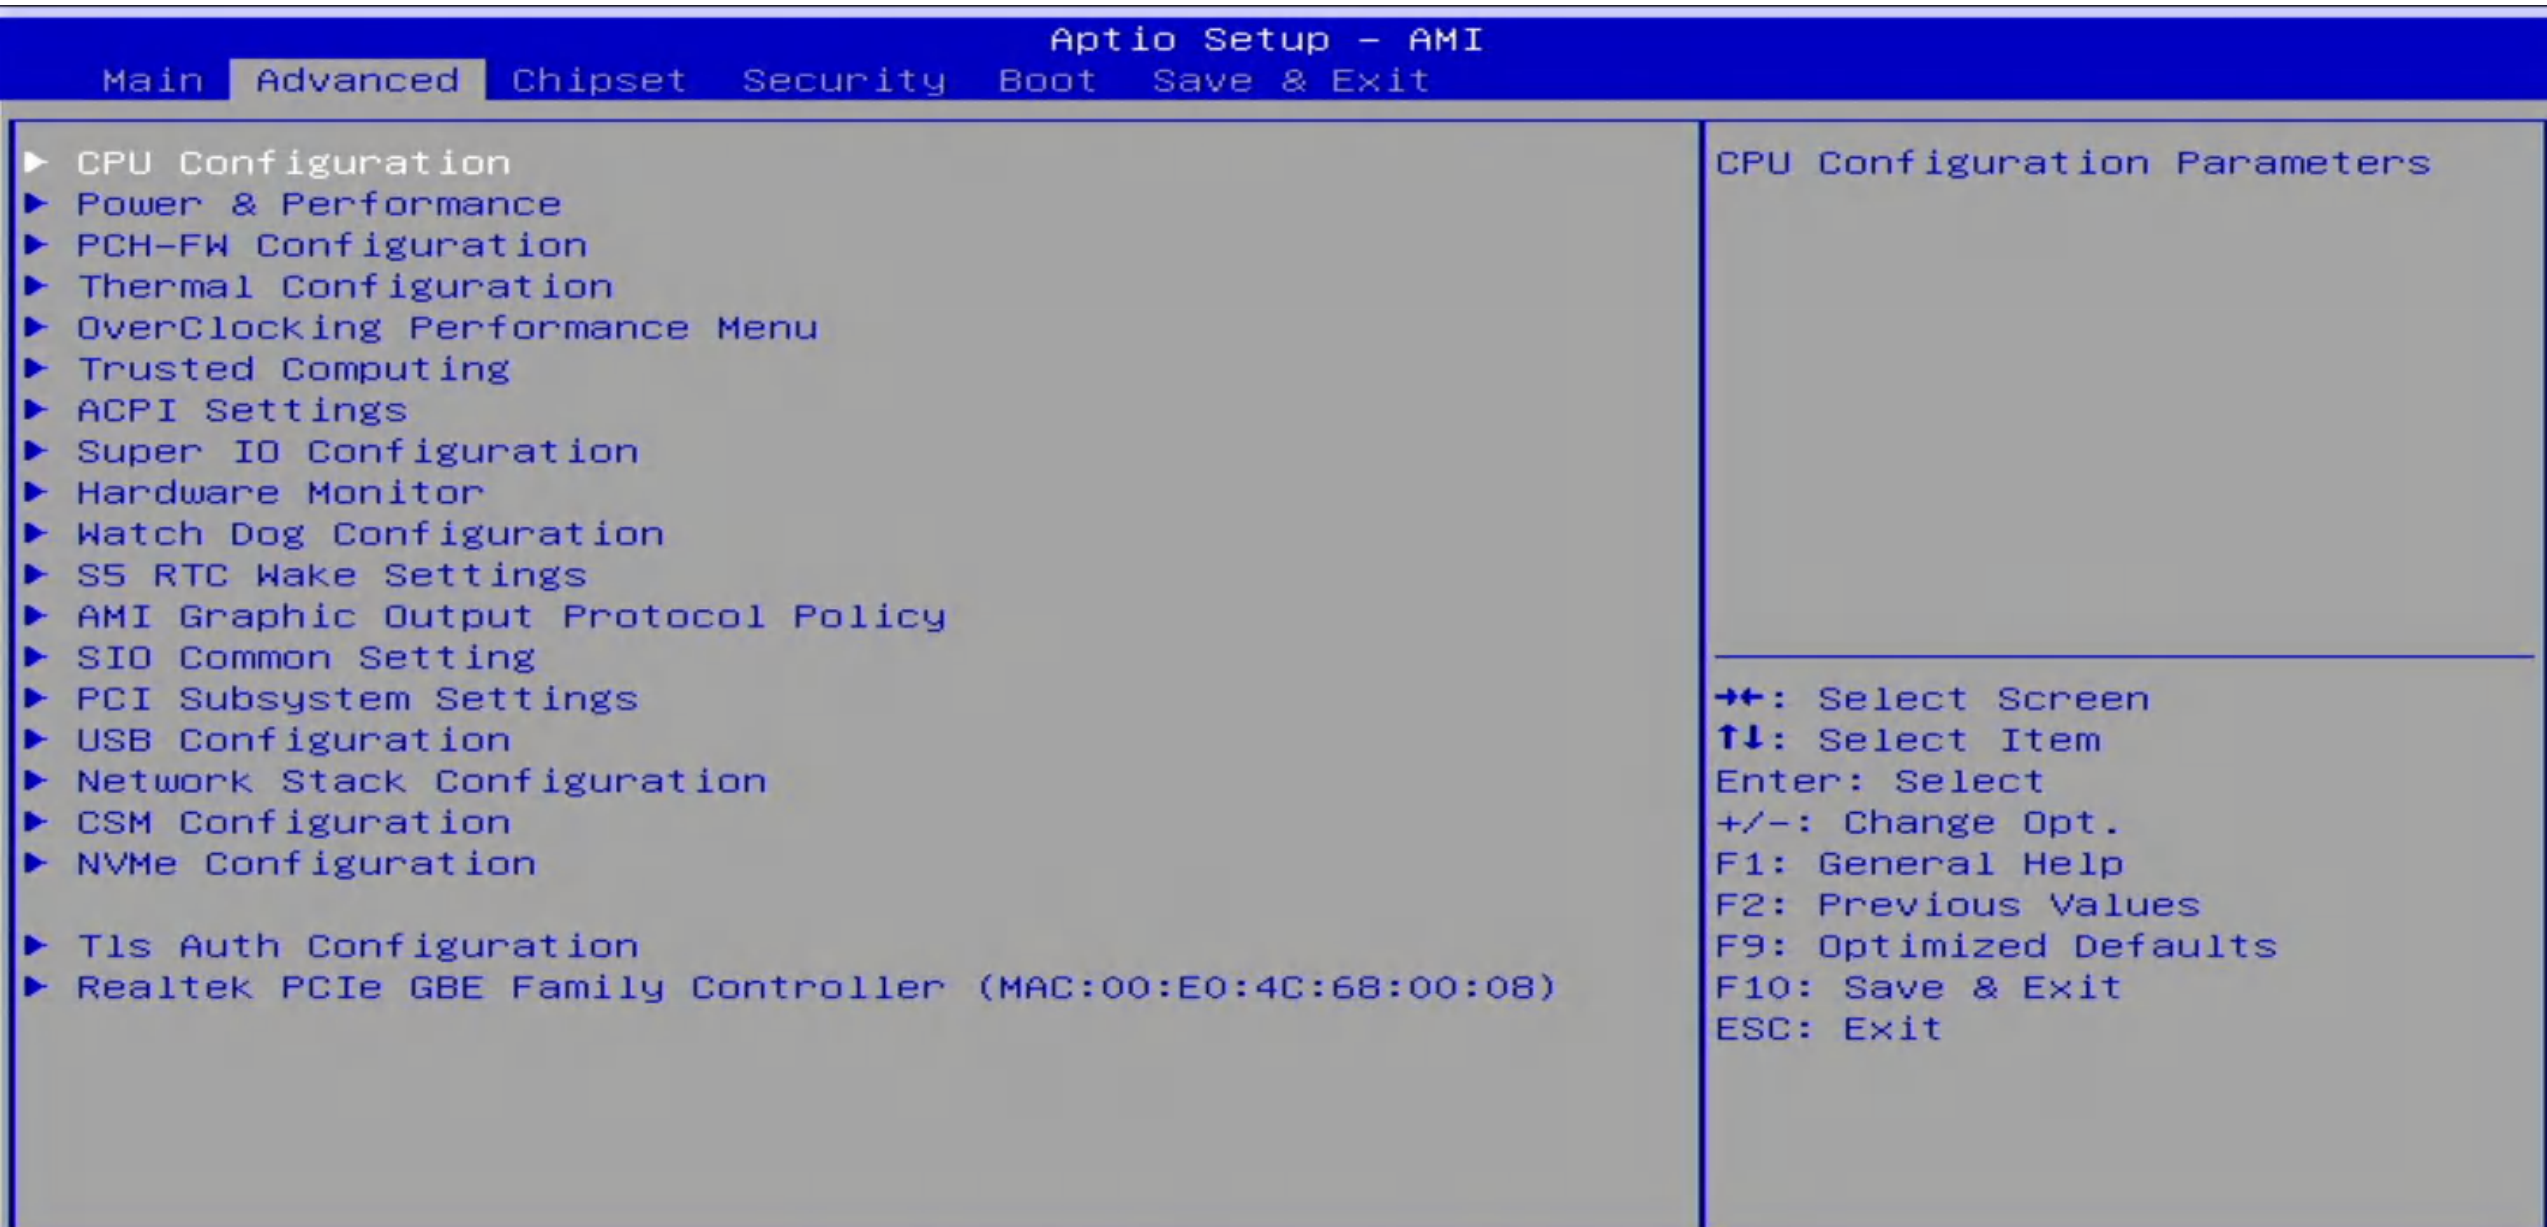 Aptio Setup – AMI
Main Advanced Chipset Security Boot Save & Exit
► CPU Configuration
► Power & Performance
► PCH-FW Configuration
► Thermal Configuration
► OverClocking Performance Menu
► Trusted Computing
► ACPI Settings
► Super IO Configuration
► Hardware Monitor
► Watch Dog Configuration
► S5 RTC Wake Settings
► AMI Graphic Output Protocol Policy
► SIO Common Setting
► PCI Subsystem Settings
► USB Configuration
► Network Stack Configuration
► CSM Configuration
► NVMe Configuration
► Tls Auth Configuration
► Realtek PCIe GBE Family Controller (MAC:00:E0:4C:68:00:08)
CPU Configuration Parameters
→←: Select Screen
↑↓: Select Item
Enter: Select
+/-: Change Opt.
F1: General Help
F2: Previous Values
F9: Optimized Defaults
F10: Save & Exit
ESC: Exit